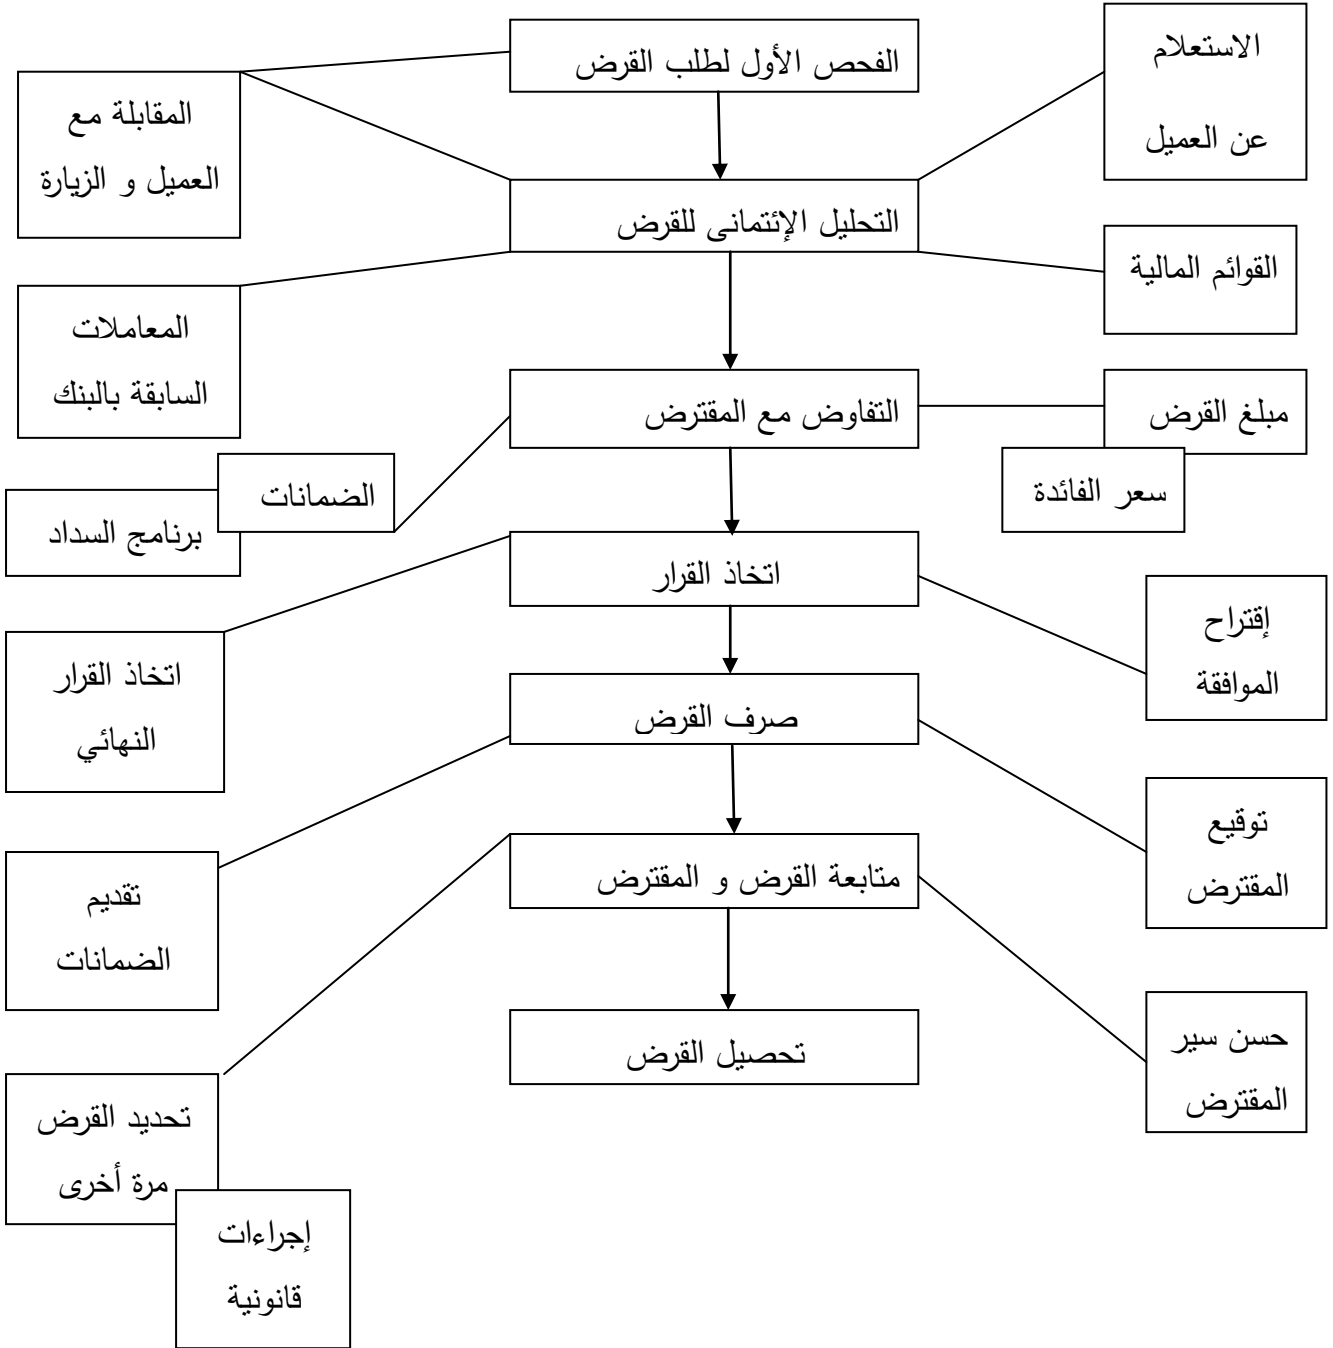 الفحص الأول لطلب القرض
الاستعلام
عن العميل
المقابلة مع
العميل و الزيارة
التحليل الإئتمانى للقرض
القوائم المالية
المعاملات
السابقة بالبنك
مبلغ القرض
التفاوض مع المقترض
سعر الفائدة
الضمانات
برنامج السداد
اتخاذ القرار
إقتراح
الموافقة
اتخاذ القرار
النهائي
صرف القرض
توقيع
المقترض
متابعة القرض و المقترض
تقديم
الضمانات
حسن سير
المقترض
تحصيل القرض
تحديد القرض
مرة أخرى
إجراءات
قانونية